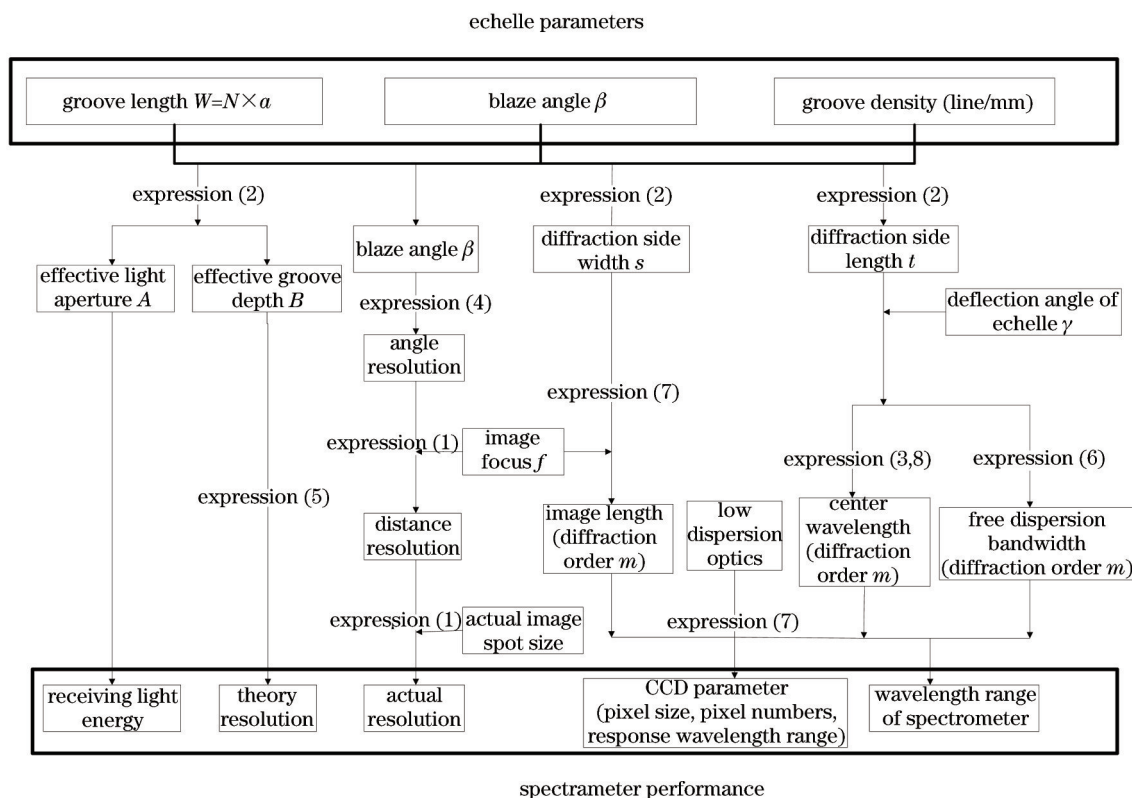 echelle parameters
groove length W=N×a
blaze angle β
groove density (line/mm)
expression (2)
expression (2)
expression (2)
effective light
aperture A
effective groove
depth B
blaze angle β
diffraction side
width s
diffraction side
length t
deflection angle of
echelle γ
expression (4)
angle
resolution
expression (7)
expression (1)
image
focus f
expression (3,8)
expression (6)
expression (5)
distance
resolution
image length
(diffraction
order m)
low
dispersion
optics
center
wavelength
(diffraction
order m)
free dispersion
bandwidth
(diffraction order m)
expression (1)
actual image
spot size
expression (7)
receiving light
energy
theory
resolution
actual
resolution
CCD parameter
(pixel size, pixel numbers,
response wavelength range)
wavelength range
of spectrometer
spectrameter performance